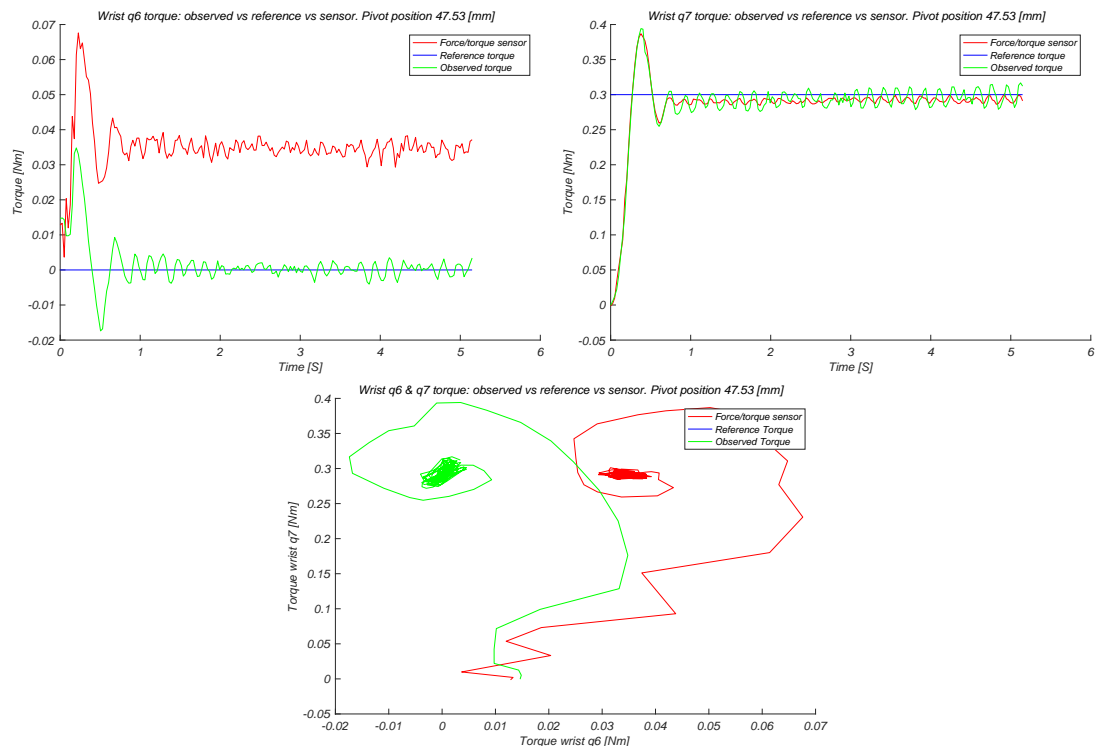 Wrist q6 torque: observed vs reference vs sensor. Pivot position 47.53 [mm]
0.07
0.06
0.05
0.04
0.03
0.02
0.01
0
-0.01
-0.02
Torque [Nm]
Force/torque sensor
Reference torque
Observed torque
0 1 2 3 4 5 6
Time [S]
Wrist q7 torque: observed vs reference vs sensor. Pivot position 47.53 [mm]
0.4
0.35
0.3
0.25
0.2
0.15
0.1
0.05
0
-0.05
Torque [Nm]
Force/torque sensor
Reference torque
Observed torque
0 1 2 3 4 5 6
Time [S]
Wrist q6 & q7 torque: observed vs reference vs sensor. Pivot position 47.53 [mm]
0.4
0.35
0.3
0.25
0.2
0.15
0.1
0.05
0
-0.05
Torque wrist q7 [Nm]
Force/torque sensor
Reference Torque
Observed Torque
-0.02 -0.01 0 0.01 0.02 0.03 0.04 0.05 0.06 0.07
Torque wrist q6 [Nm]